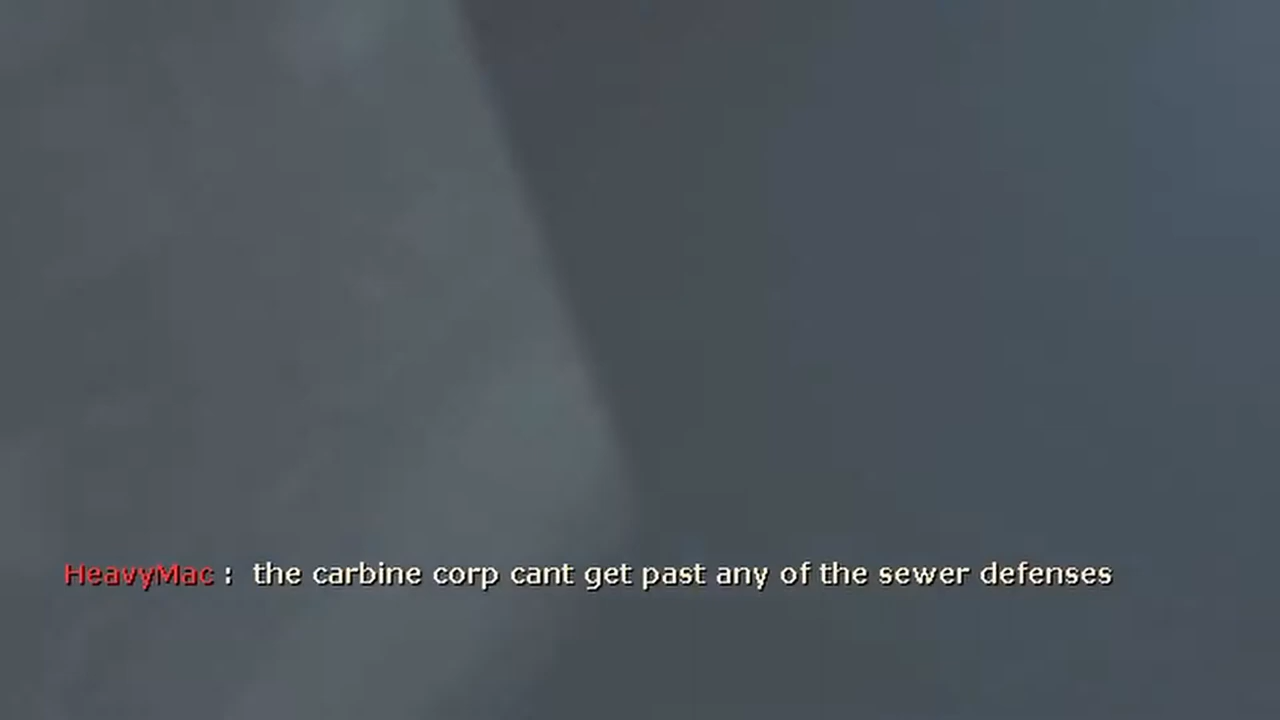 HeavyMac :  the carbine corp cant get past any of the sewer defenses